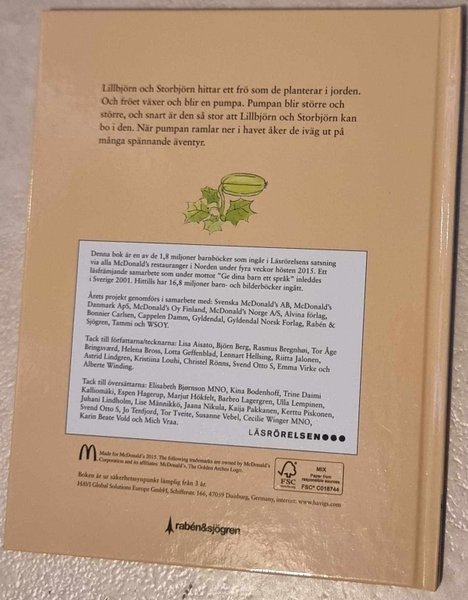 Lillbjörn och Storbjörn hittar ett frö som de planterar i jorden.
Och fröet växer och blir en pumpa. Pumpan blir större och
större, och snart är den så stor att Lillbjörn och Storbjörn kan
bo i den. När pumpan ramlar ner i havet åker de iväg ut på
många spännande äventyr.
Denna bok är en av de 1,8 miljoner barnböcker som ingår i Läsrörelsens satsning
via alla McDonald's restauranger i Norden under fyra veckor hösten 2015. Ett
läsfrämjande samarbete som under mottot "Ge dina barn ett språk" inleddes
i Sverige 2001. Hittills har 16,8 miljoner barn- och bilderböcker ingått.
Årets projekt genomförs i samarbete med: Svenska McDonald's AB, McDonald's
Danmark ApS, McDonald's Oy Finland, McDonald's Norge A/S, Alvina förlag,
Bonnier Carlsen, Cappelen Damm, Gyldendal, Gyldendal Norsk Forlag, Rabén &
Sjögren, Tammi och WSOY.
Tack till författarna/tecknarna: Lisa Aisato, Björn Berg, Rasmus Bregnhøi, Tor Åge
Bringsværd, Helena Bross, Lotta Geffenblad, Lennart Hellsing, Riitta Jalonen,
Astrid Lindgren, Kristiina Louhi, Christel Rönns, Svend Otto S, Emma Virke och
Alberte Winding.
Tack till översättarna: Elisabeth Bjørnson MNO, Kina Bodenhoff, Trine Daimi
Kalliomäki, Espen Hagerup, Marjut Hökfelt, Barbro Lagergren, Ulla Lempinen,
Juhani Lindholm, Lise Männikkö, Jaana Nikula, Kaija Pakkanen, Kerttu Piskonen,
Svend Otto S, Jo Tenfjord, Tor Tveite, Susanne Vebel, Cecilie Winger MNO,
Karin Beate Vold och Mich Vraa.
LÄSRÖRELSEN
Made for McDonald's 2015. The following trademarks are owned by McDonald's
Corporation and its affiliates: McDonald's, The Golden Arches Logo.
Boken är ur säkerhetssynpunkt lämplig från 3 år.
HAVI Global Solutions Europe GmbH, Schifferstr. 166, 47059 Duisburg, Germany, internet: www.havigs.com
FSC
www.fsc.org
MIX
Paper from
responsible sources
FSC® C018744
rabén&sjögren